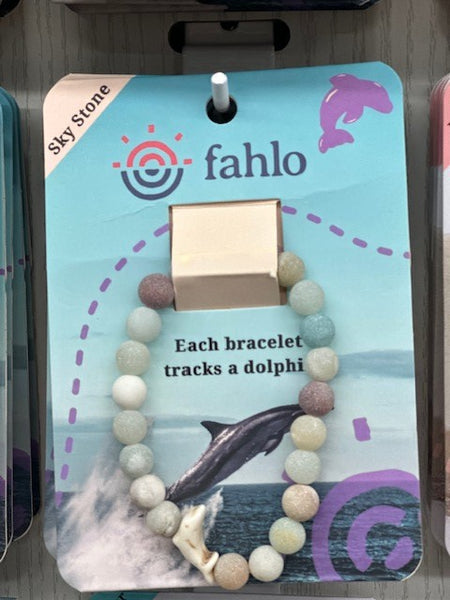 Sky Stone
fahlo
Each bracelet
tracks a dolphi